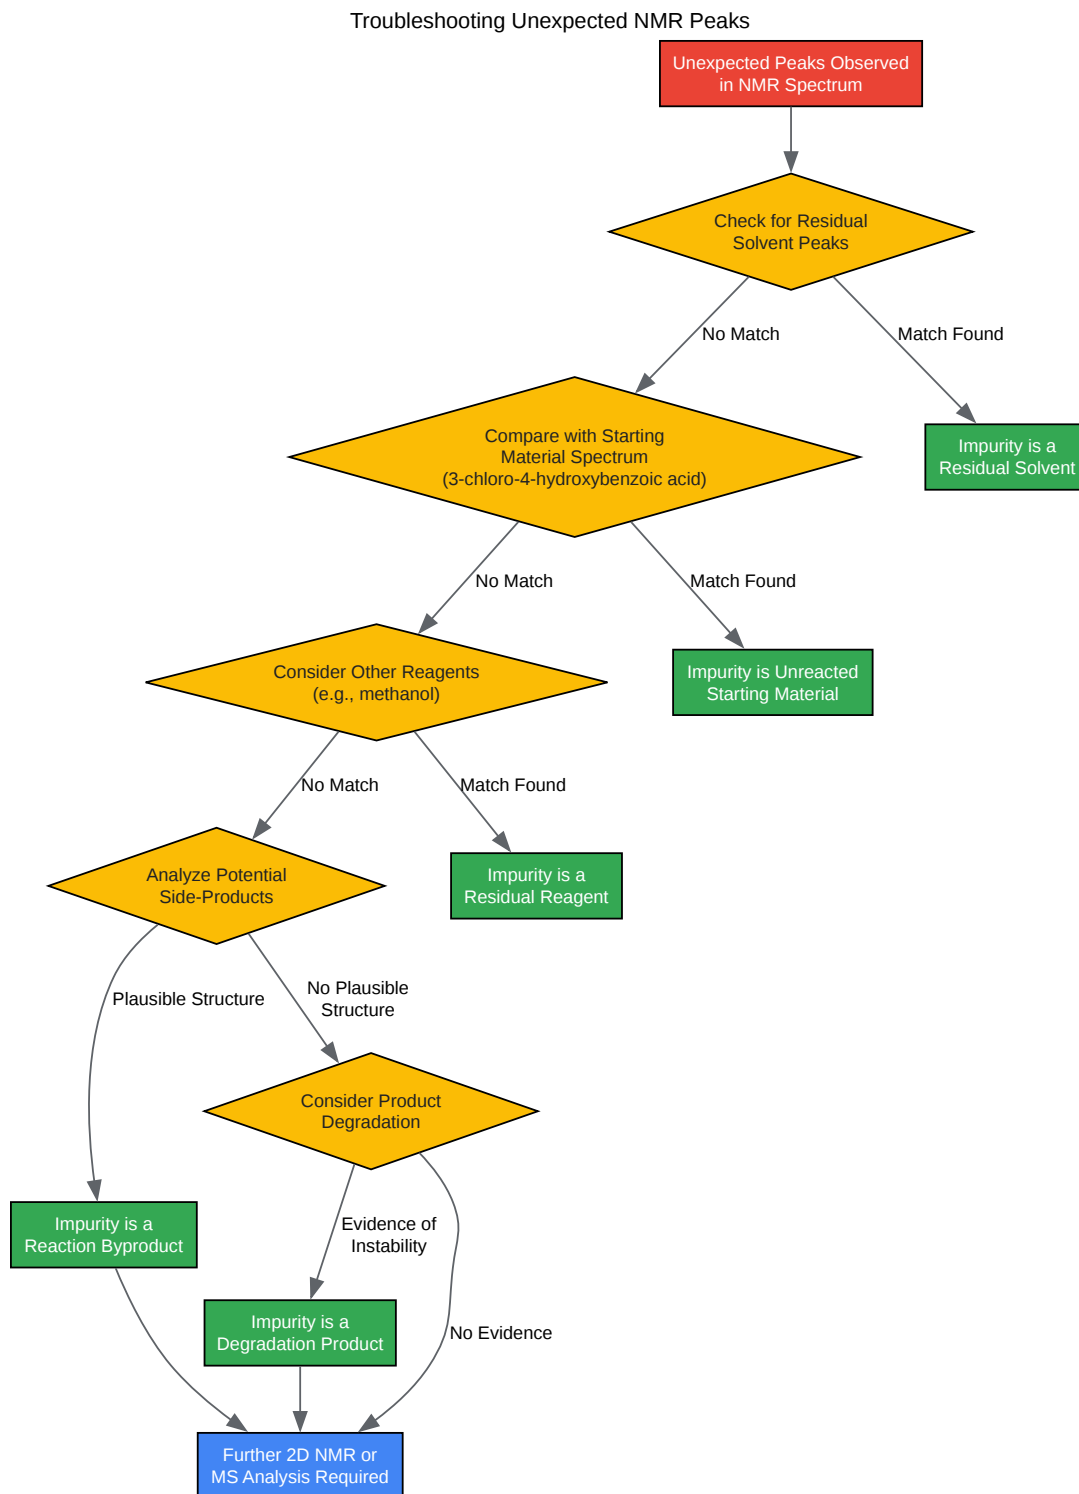 Troubleshooting Unexpected NMR Peaks
Unexpected Peaks Observed
in NMR Spectrum
Check for Residual
Solvent Peaks
No Match
Match Found
Compare with Starting
Material Spectrum
(3-chloro-4-hydroxybenzoic acid)
Impurity is a
Residual Solvent
No Match
Match Found
Consider Other Reagents
(e.g., methanol)
Impurity is Unreacted
Starting Material
No Match
Match Found
Analyze Potential
Side-Products
Impurity is a
Residual Reagent
Plausible Structure
No Plausible
Structure
Consider Product
Degradation
Impurity is a
Reaction Byproduct
Evidence of
Instability
Impurity is a
Degradation Product
No Evidence
Further 2D NMR or
MS Analysis Required